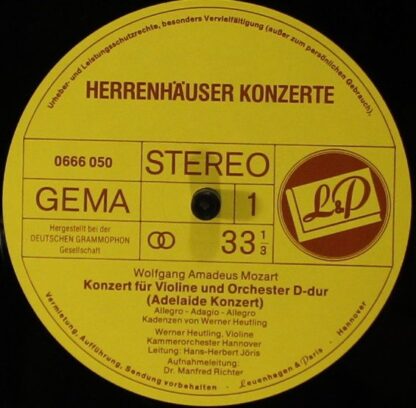 Urheber- und Leistungsschutzrechte, besonders Vervielfältigung (außer zum persönlichen Gebrauch),
HERRENHÄUSER KONZERTE
0666 050
STEREO
GEMA
1
L&P
Hergestellt bei der
DEUTSCHEN GRAMMOPHON
Gesellschaft
33 1/3
Wolfgang Amadeus Mozart
Konzert für Violine und Orchester D-dur
(Adelaide Konzert)
Allegro - Adagio - Allegro
Kadenzen von Werner Heutling
Werner Heutling, Violine
Kammerorchester Hannover
Leitung: Hans-Herbert Jöris
Aufnahmeleitung:
Dr. Manfred Richter
Vermietung, Aufführung, Sendung vorbehalten · Leuenhagen & Paris · Hannover